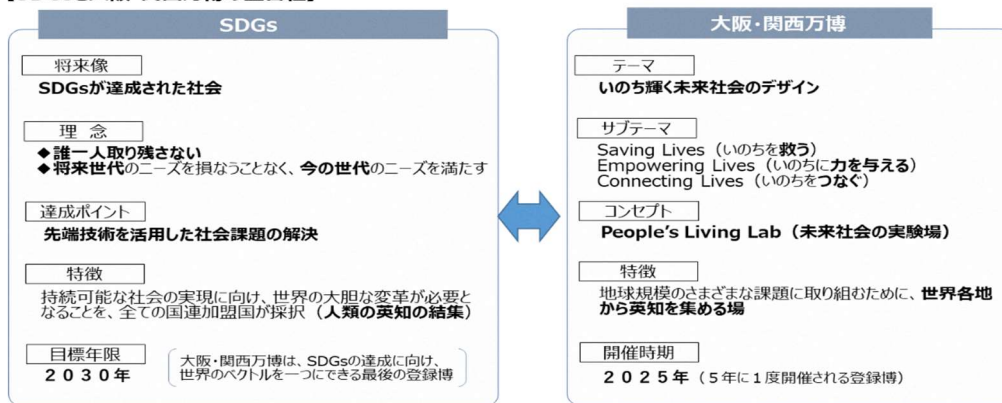 SDGs
将来像
SDGsが達成された社会
理 念
◆誰一人取り残さない
◆将来世代のニーズを損なうことなく、今の世代のニーズを満たす
達成ポイント
先端技術を活用した社会課題の解決
特徴
持続可能な社会の実現に向け、世界の大胆な変革が必要と
なることを、全ての国連加盟国が採択（人類の英知の結集）
目標年限
２０３０年
大阪・関西万博は、SDGsの達成に向け、
世界のベクトルを一つにできる最後の登録博
大阪・関西万博
テーマ
いのち輝く未来社会のデザイン
サブテーマ
Saving Lives（いのちを救う）
Empowering Lives（いのちに力を与える）
Connecting Lives（いのちをつなぐ）
コンセプト
People's Living Lab（未来社会の実験場）
特徴
地球規模のさまざまな課題に取り組むために、世界各地
から英知を集める場
開催時期
２０２５年（５年に１度開催される登録博）